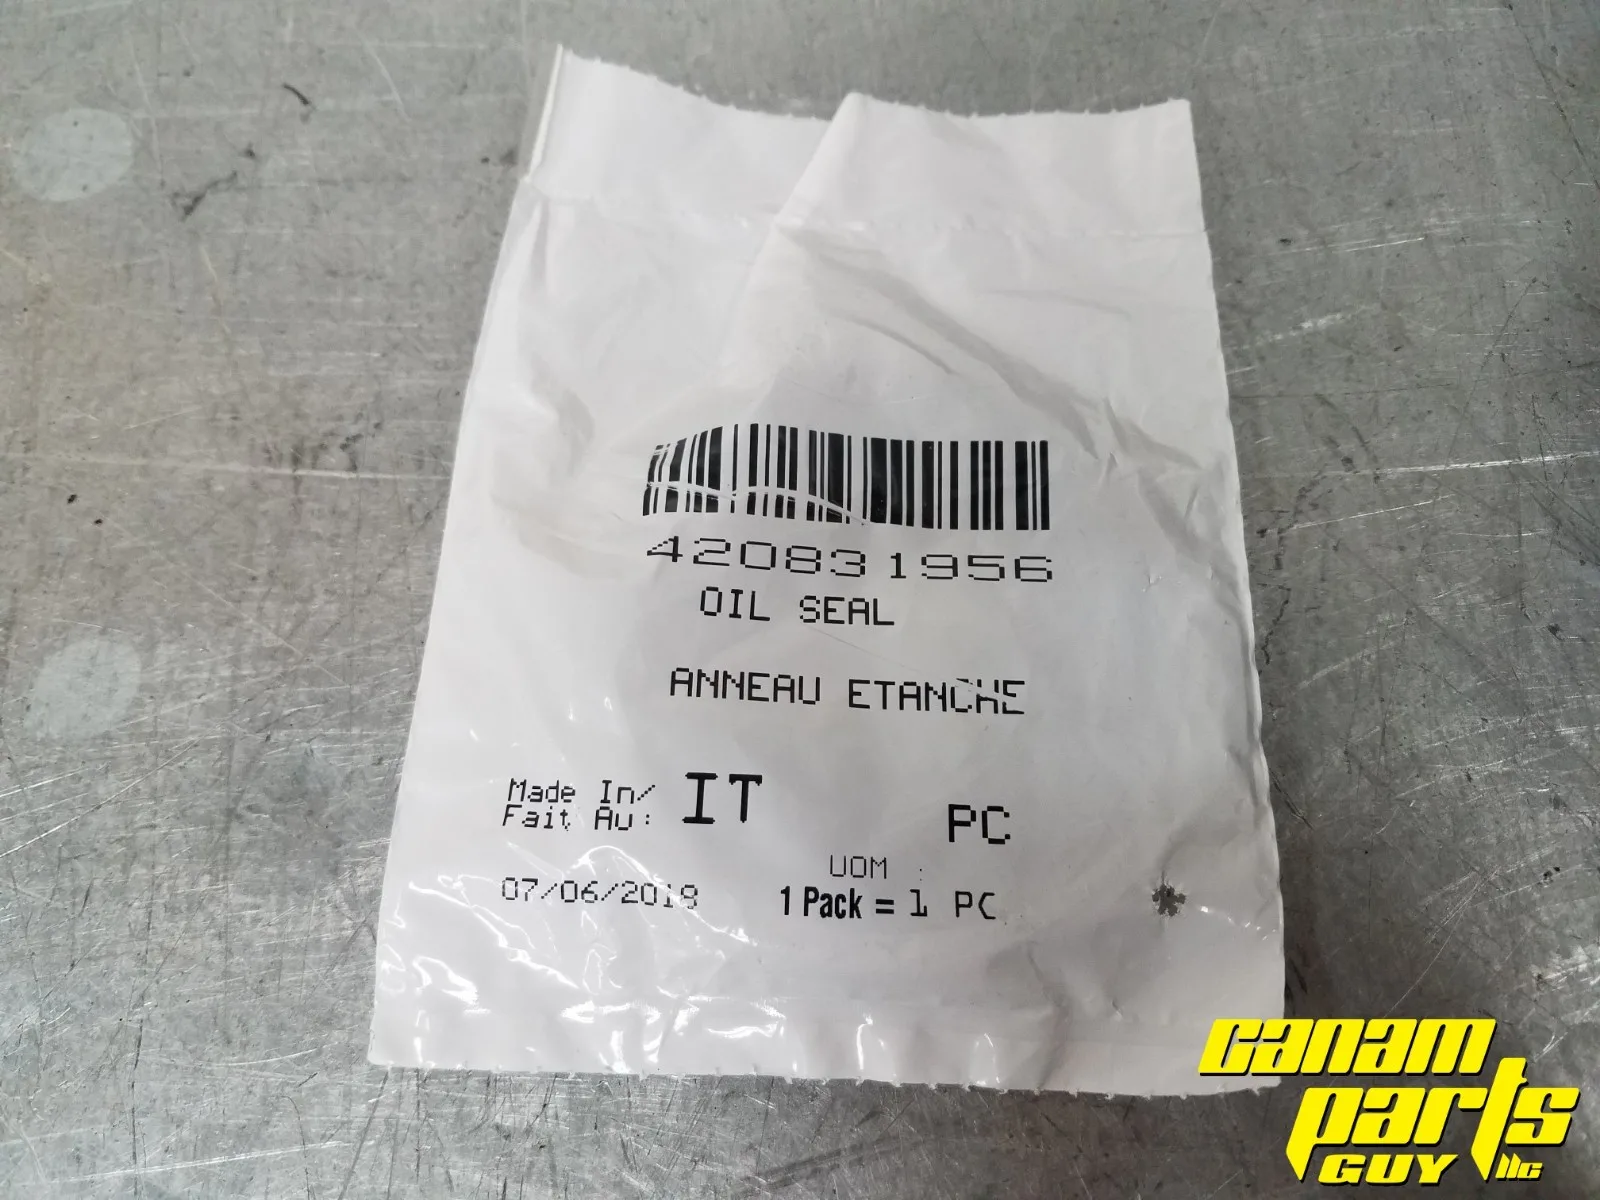 420831956
OIL SEAL
ANNEAU ETANCHE
Made In/ IT
Fait Au:
PC
UOM :
07/06/2018
1 Pack = 1 PC
canam
parts
GUY llc